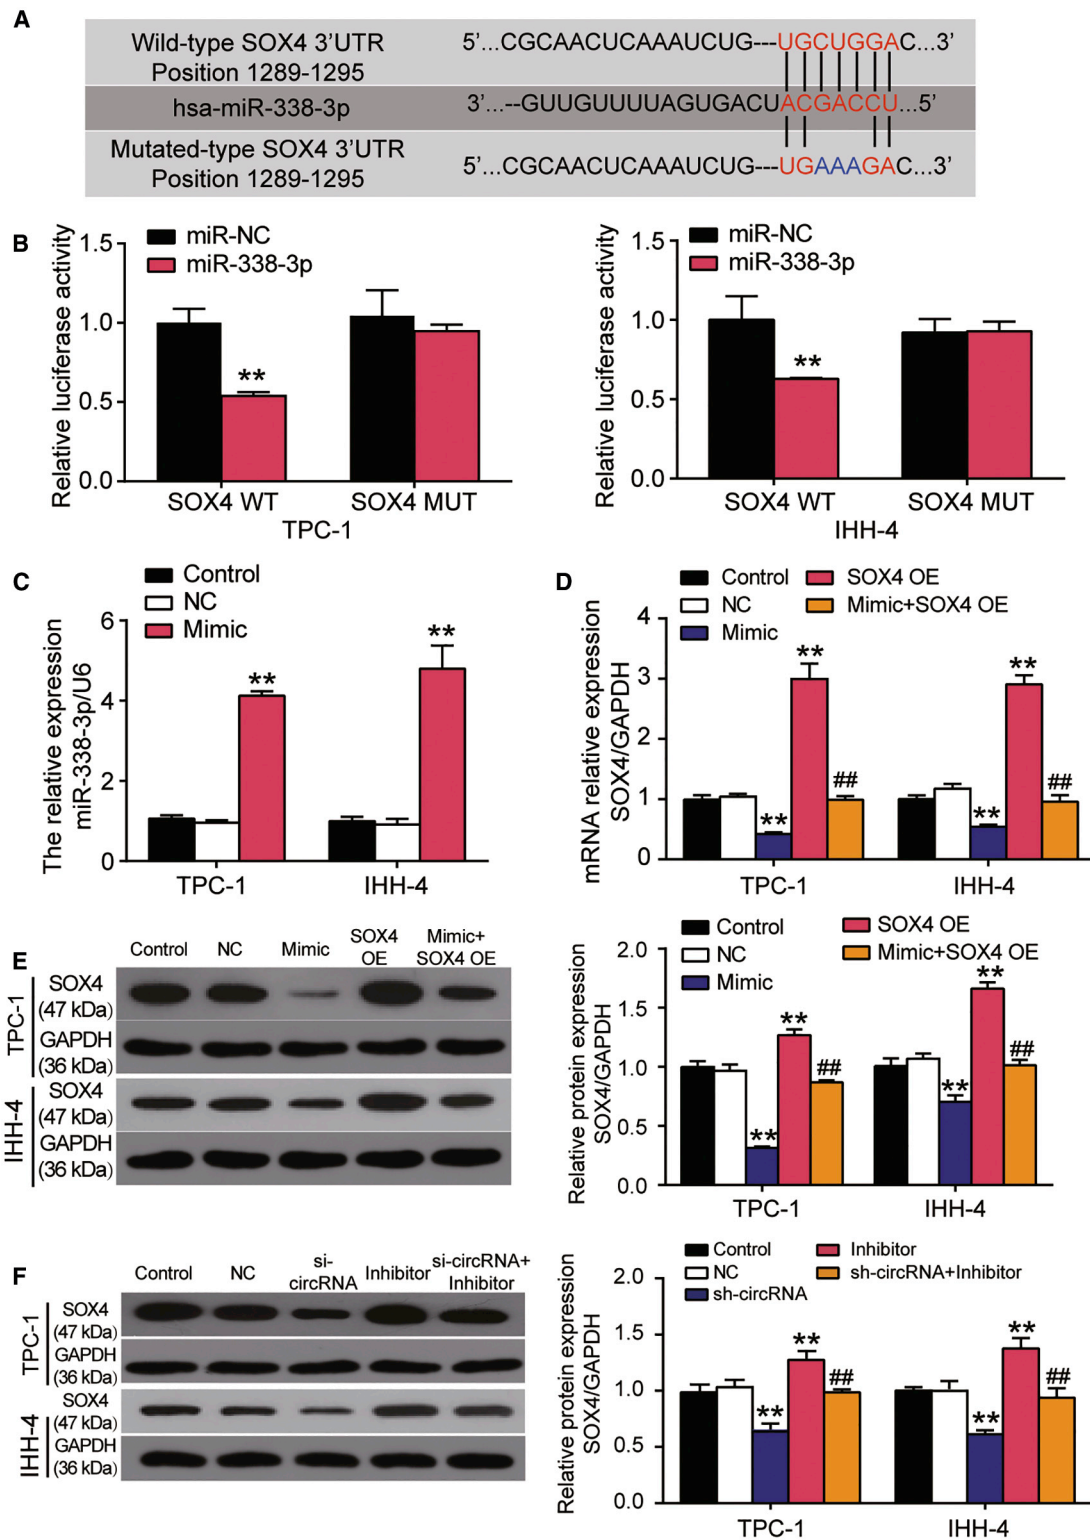 A
Wild-type SOX4 3’UTR
Position 1289-1295
5’...CGCAACUCAAAUCUG---UGCUGGAC...3’
hsa-miR-338-3p
3’...--GUUGUUUUAGUGACUACGACCU...5’
Mutated-type SOX4 3’UTR
Position 1289-1295
5’...CGCAACUCAAAUCUG---UGAAAGAC...3’
B
Relative luciferase activity
1.5
1.0
0.5
0.0
miR-NC
miR-338-3p
**
SOX4 WT
SOX4 MUT
TPC-1
Relative luciferase activity
1.5
1.0
0.5
0.0
miR-NC
miR-338-3p
**
SOX4 WT
SOX4 MUT
IHH-4
C
Control
NC
Mimic
The relative expression
miR-338-3p/U6
6
4
2
0
**
**
TPC-1
IHH-4
D
Control
NC
Mimic
SOX4 OE
Mimic+SOX4 OE
mRNA relative expression
SOX4/GAPDH
4
3
2
1
0
**
**
##
**
**
##
TPC-1
IHH-4
E
Control
NC
Mimic
SOX4
OE
Mimic+
SOX4 OE
TPC-1
SOX4
(47 kDa)
GAPDH
(36 kDa)
IHH-4
SOX4
(47 kDa)
GAPDH
(36 kDa)
Control
NC
Mimic
SOX4 OE
Mimic+SOX4 OE
Relative protein expression
SOX4/GAPDH
2.0
1.5
1.0
0.5
0.0
**
**
##
**
**
##
TPC-1
IHH-4
F
Control
NC
si-
circRNA
Inhibitor
si-circRNA+
Inhibitor
TPC-1
SOX4
(47 kDa)
GAPDH
(36 kDa)
IHH-4
SOX4
(47 kDa)
GAPDH
(36 kDa)
Control
NC
sh-circRNA
Inhibitor
sh-circRNA+Inhibitor
Relative protein expression
SOX4/GAPDH
2.0
1.5
1.0
0.5
0.0
**
**
##
**
**
##
TPC-1
IHH-4